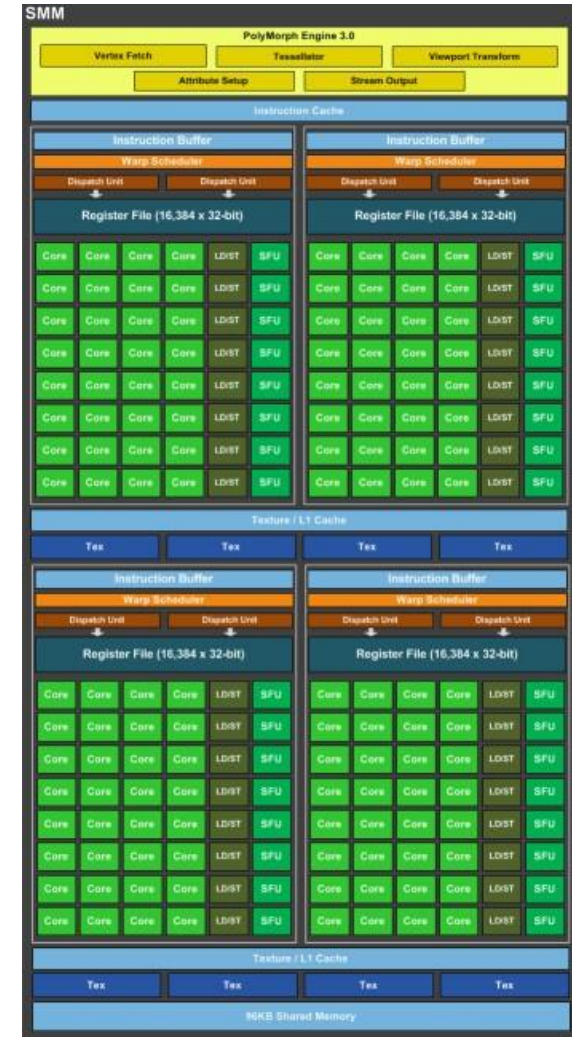 SMM
PolyMorph Engine 3.0
Vertex Fetch Tessellator Viewport Transform
Attribute Setup Stream Output
Instruction Cache
Instruction Buffer Instruction Buffer
Warp Scheduler Warp Scheduler
Dispatch Unit Dispatch Unit Dispatch Unit Dispatch Unit
Register File (16,384 x 32-bit) Register File (16,384 x 32-bit)
Core Core Core Core LD/ST SFU Core Core Core Core LD/ST SFU
Core Core Core Core LD/ST SFU Core Core Core Core LD/ST SFU
Core Core Core Core LD/ST SFU Core Core Core Core LD/ST SFU
Core Core Core Core LD/ST SFU Core Core Core Core LD/ST SFU
Core Core Core Core LD/ST SFU Core Core Core Core LD/ST SFU
Core Core Core Core LD/ST SFU Core Core Core Core LD/ST SFU
Core Core Core Core LD/ST SFU Core Core Core Core LD/ST SFU
Core Core Core Core LD/ST SFU Core Core Core Core LD/ST SFU
Texture / L1 Cache
Tex Tex Tex Tex
Instruction Buffer Instruction Buffer
Warp Scheduler Warp Scheduler
Dispatch Unit Dispatch Unit Dispatch Unit Dispatch Unit
Register File (16,384 x 32-bit) Register File (16,384 x 32-bit)
Core Core Core Core LD/ST SFU Core Core Core Core LD/ST SFU
Core Core Core Core LD/ST SFU Core Core Core Core LD/ST SFU
Core Core Core Core LD/ST SFU Core Core Core Core LD/ST SFU
Core Core Core Core LD/ST SFU Core Core Core Core LD/ST SFU
Core Core Core Core LD/ST SFU Core Core Core Core LD/ST SFU
Core Core Core Core LD/ST SFU Core Core Core Core LD/ST SFU
Core Core Core Core LD/ST SFU Core Core Core Core LD/ST SFU
Core Core Core Core LD/ST SFU Core Core Core Core LD/ST SFU
Texture / L1 Cache
Tex Tex Tex Tex
96KB Shared Memory